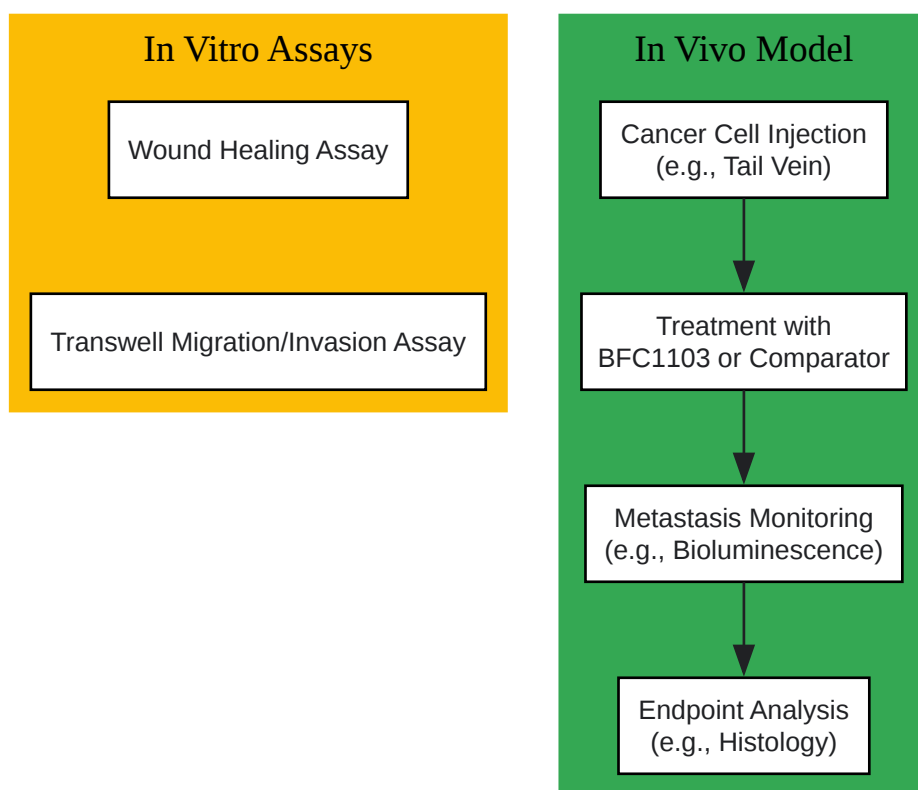 In Vitro Assays
Wound Healing Assay
Transwell Migration/Invasion Assay
In Vivo Model
Cancer Cell Injection
(e.g., Tail Vein)
Treatment with
BFC1103 or Comparator
Metastasis Monitoring
(e.g., Bioluminescence)
Endpoint Analysis
(e.g., Histology)